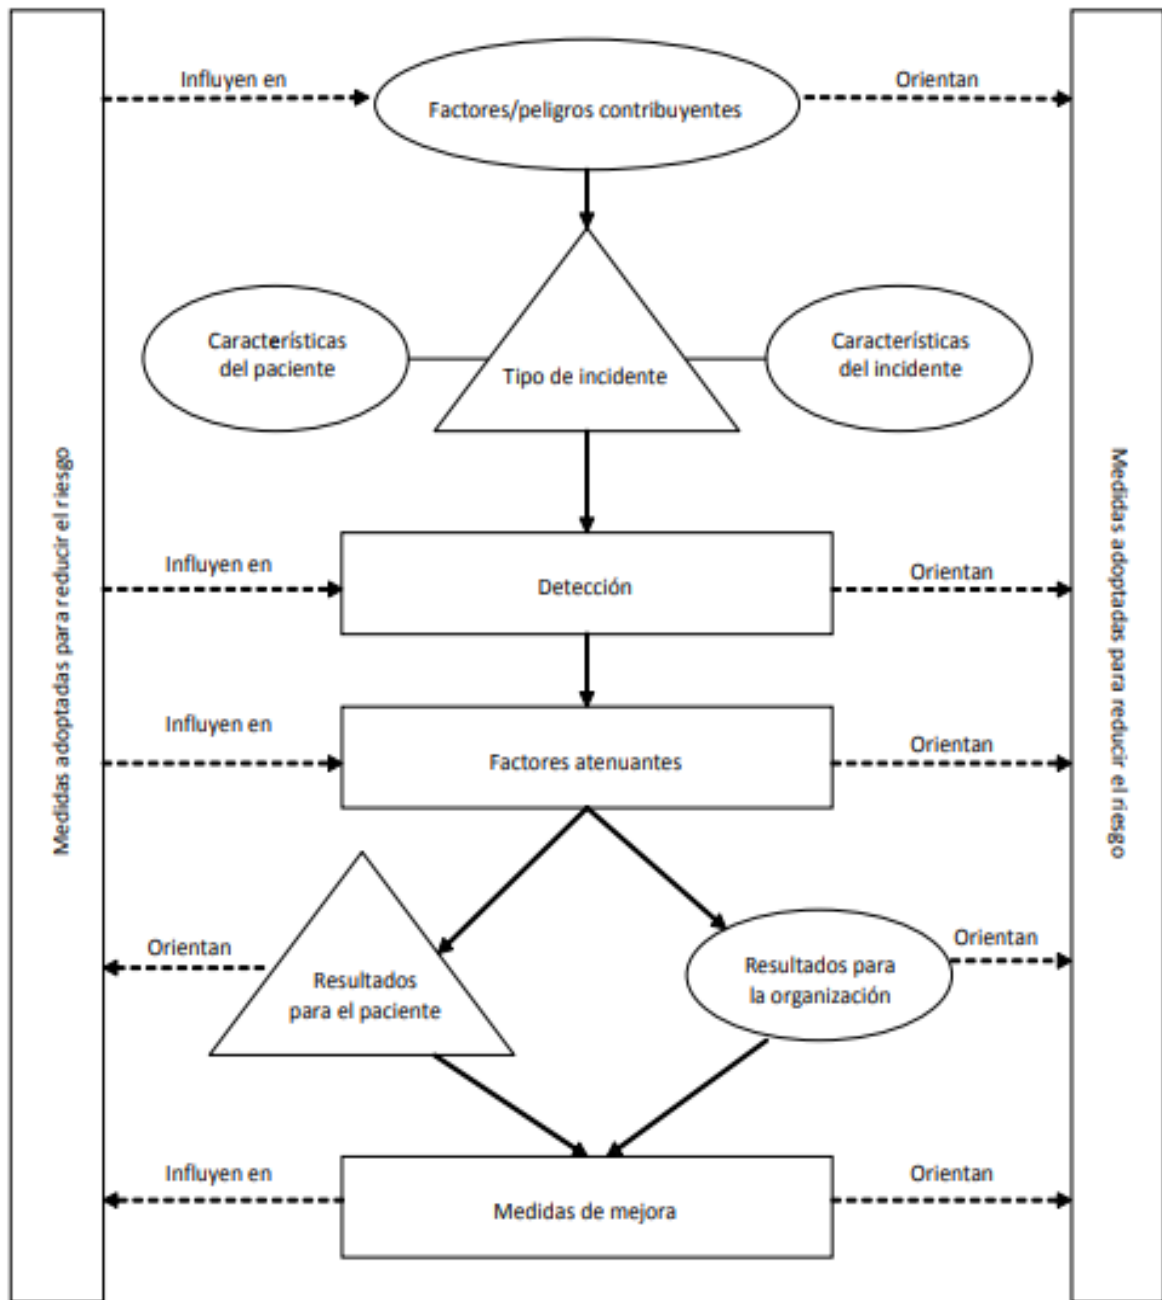 Influyen en
Orientan
Factores/peligros contribuyentes
Características
del paciente
Tipo de incidente
Características
del incidente
Medidas adoptadas para reducir el riesgo
Medidas adoptadas para reducir el riesgo
Influyen en
Detección
Orientan
Influyen en
Factores atenuantes
Orientan
Orientan
Resultados
para el paciente
Resultados para
la organización
Orientan
Influyen en
Medidas de mejora
Orientan